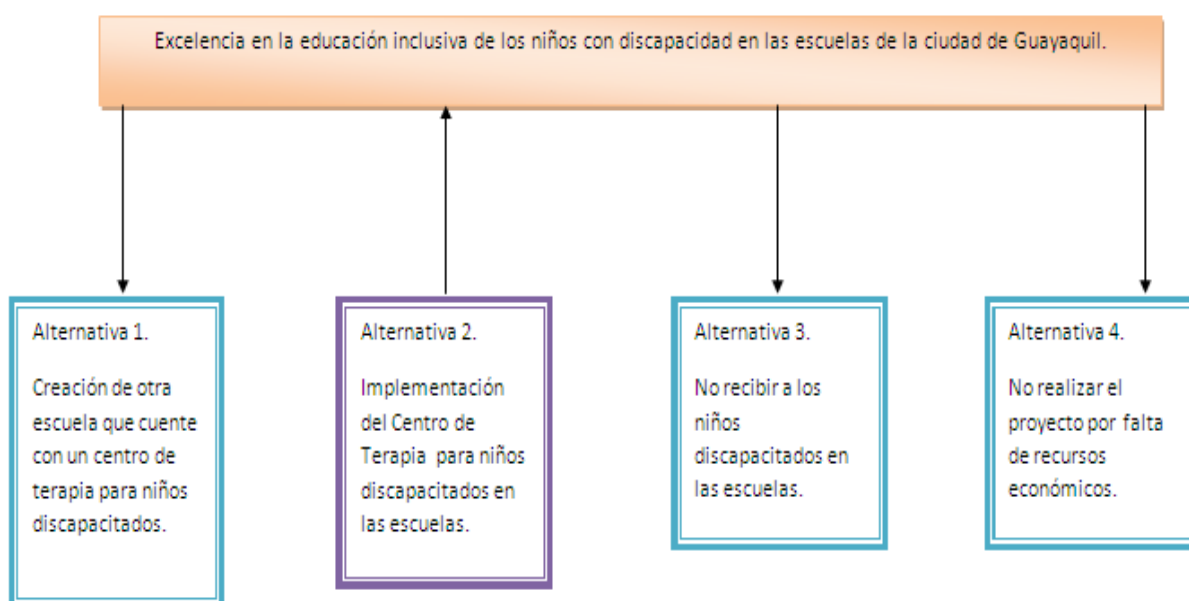 Excelencia en la educación inclusiva de los niños con discapacidad en las escuelas de la ciudad de Guayaquil.
Alternativa 1.
Creación de otra
escuela que cuente
con un centro de
terapia para niños
discapacitados.
Alternativa 2.
Implementación
del Centro de
Terapia para niños
discapacitados en
las escuelas.
Alternativa 3.
No recibir a los
niños
discapacitados en
las escuelas.
Alternativa 4.
No realizar el
proyecto por falta
de recursos
económicos.